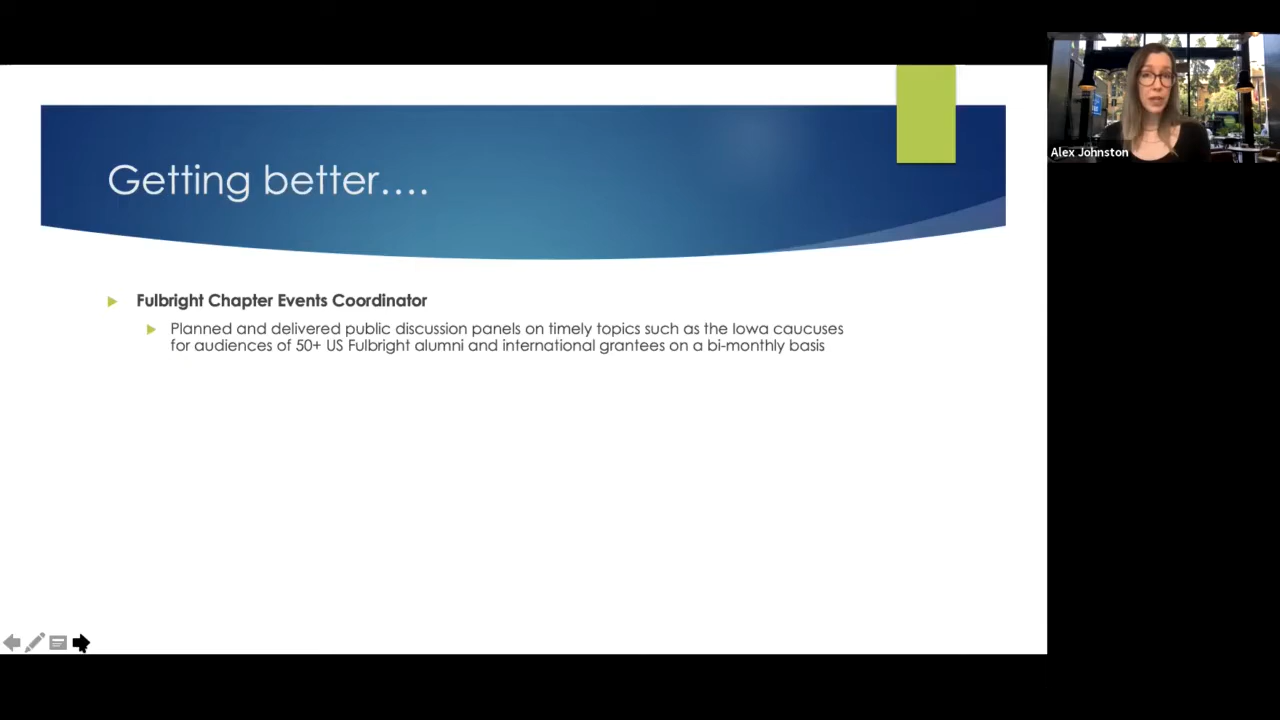 Getting better....
Fulbright Chapter Events Coordinator
Planned and delivered public discussion panels on timely topics such as the Iowa caucuses
for audiences of 50+ US Fulbright alumni and international grantees on a bi-monthly basis
Alex Johnston